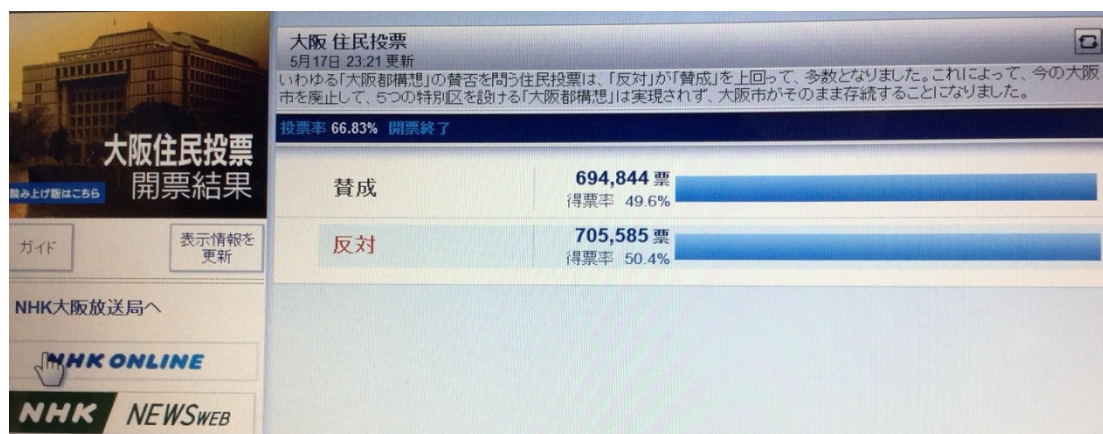 大阪住民投票
開票結果
読み上げ版はこちら
ガイド
表示情報を
更新
NHK大阪放送局へ
NHK ONLINE
NHK NEWSWEB
大阪 住民投票
5月17日 23:21 更新
いわゆる「大阪都構想」の賛否を問う住民投票は、「反対」が「賛成」を上回って、多数となりました。これによって、今の大阪
市を廃止して、5つの特別区を設ける「大阪都構想」は実現されず、大阪市がそのまま存続することになりました。
投票率 66.83% 開票終了
賛成
694,844 票
得票率 49.6%
反対
705,585 票
得票率 50.4%